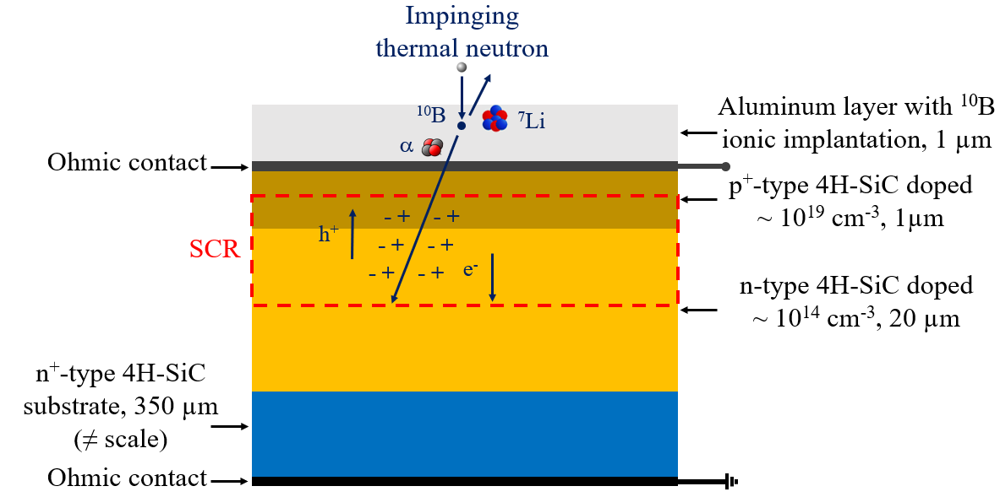 Impinging
thermal neutron
¹⁰B
⁷Li
α
Aluminum layer with ¹⁰B
ionic implantation, 1 µm
Ohmic contact
p⁺-type 4H-SiC doped
~ 10¹⁹ cm⁻³, 1µm
- + - +
h⁺
- + - +
SCR
- + - + e⁻
n-type 4H-SiC doped
~ 10¹⁴ cm⁻³, 20 µm
n⁺-type 4H-SiC
substrate, 350 µm
(≠ scale)
Ohmic contact